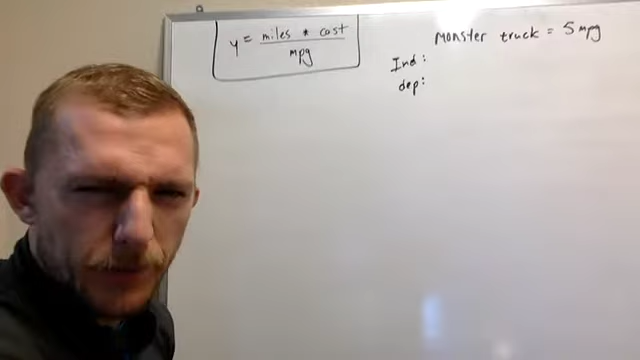 y = miles * cost / mpg
Monster truck = 5 mpg
Ind:
dep: